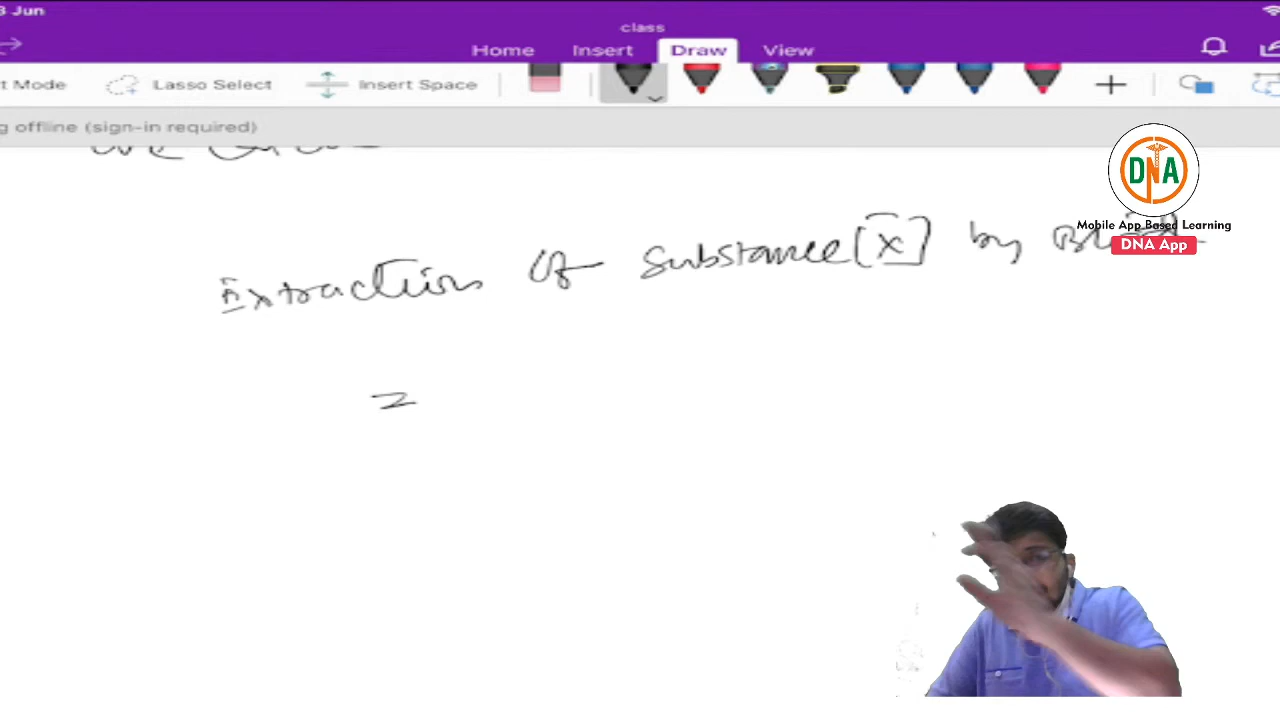 3 Jun
class
Home Insert Draw View
t Mode Lasso Select Insert Space
g offline (sign-in required)
DNA
Mobile App Based Learning
DNA App
Extraction of Substance [X] by
=